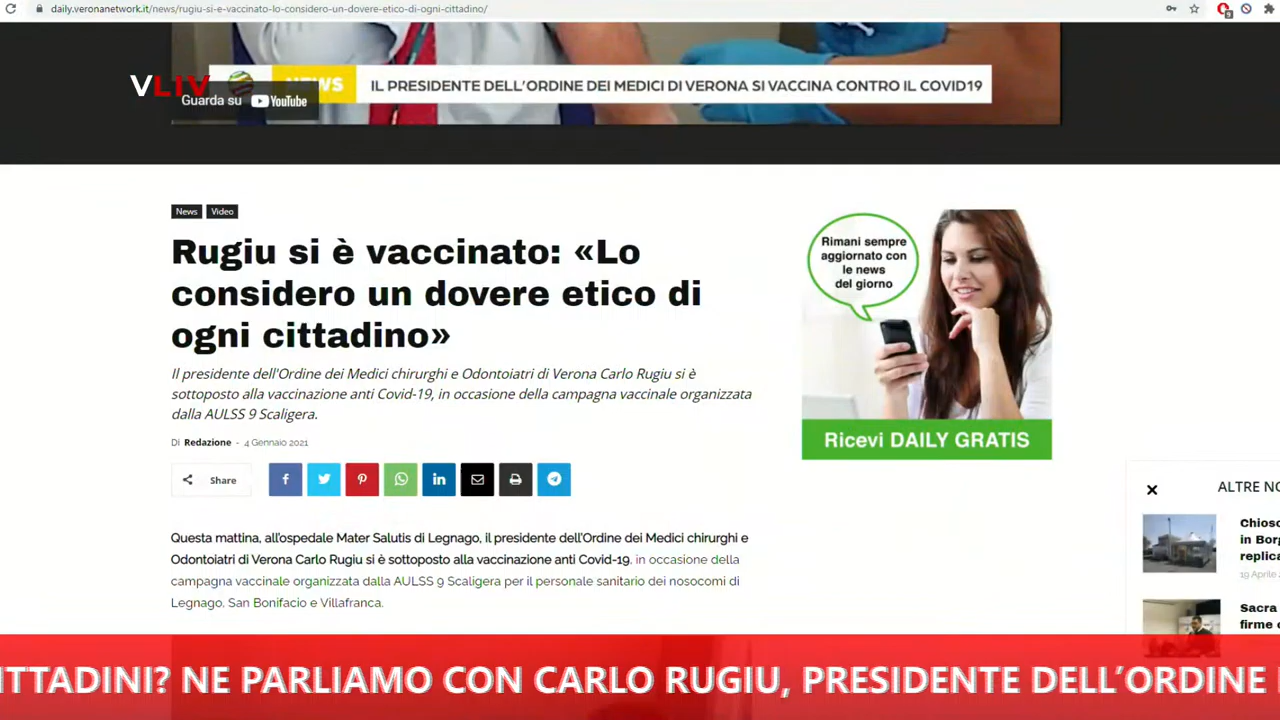 daily.veronanetwork.it/news/rugiu-si-e-vaccinato-lo-considero-un-dovere-etico-di-ogni-cittadino/
VLIV
NEWS
IL PRESIDENTE DELL'ORDINE DEI MEDICI DI VERONA SI VACCINA CONTRO IL COVID19
Guarda su YouTube
News Video
Rugiu si è vaccinato: «Lo
considero un dovere etico di
ogni cittadino»
Il presidente dell'Ordine dei Medici chirurghi e Odontoiatri di Verona Carlo Rugiu si è
sottoposto alla vaccinazione anti Covid-19, in occasione della campagna vaccinale organizzata
dalla AULSS 9 Scaligera.
Di Redazione - 4 Gennaio 2021
Share
Questa mattina, all'ospedale Mater Salutis di Legnago, il presidente dell'Ordine dei Medici chirurghi e
Odontoiatri di Verona Carlo Rugiu si è sottoposto alla vaccinazione anti Covid-19, in occasione della
campagna vaccinale organizzata dalla AULSS 9 Scaligera per il personale sanitario dei nosocomi di
Legnago, San Bonifacio e Villafranca.
Rimani sempre
aggiornato con
le news
del giorno
Ricevi DAILY GRATIS
ALTRE NO
Chioso
in Borg
replica
19 Aprile 2
Sacra
firme
ITTADINI? NE PARLIAMO CON CARLO RUGIU, PRESIDENTE DELL'ORDINE